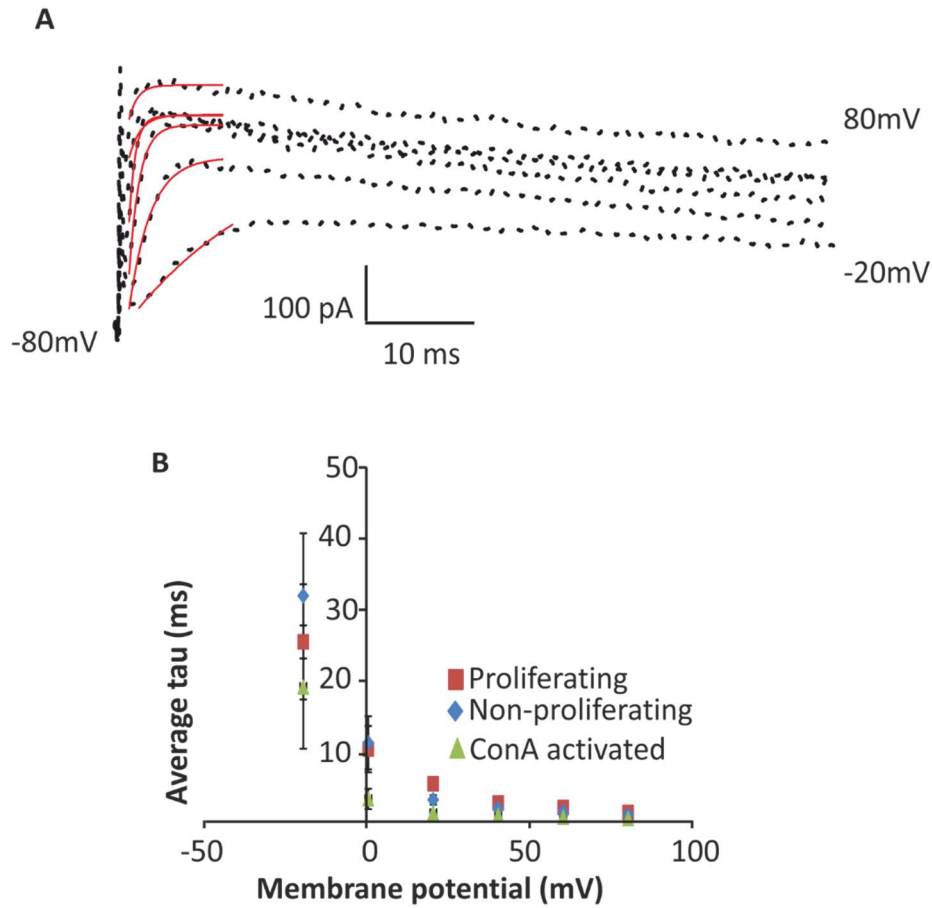 A
80mV
-20mV
100 pA
10 ms
-80mV
B
50
40
30
20
10
Average tau (ms)
Proliferating
Non-proliferating
ConA activated
-50
0
50
100
Membrane potential (mV)